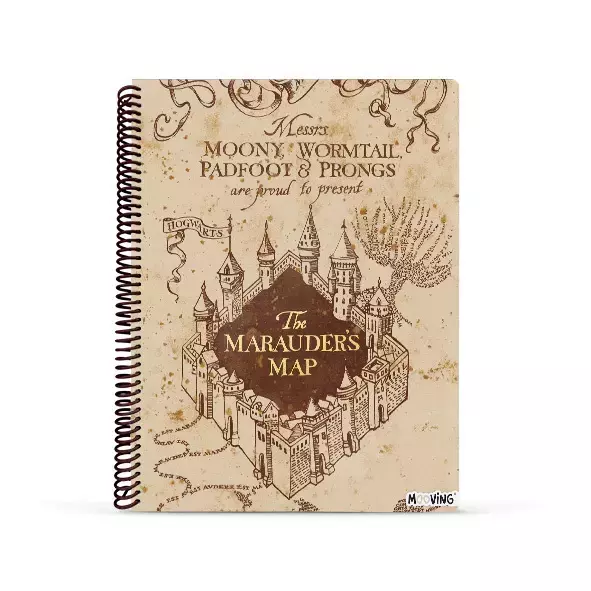 Messrs
MOONY, WORMTAIL,
PADFOOT & PRONGS
are proud to present
HOGWARTS
The
MARAUDER'S
MAP
MOOVING